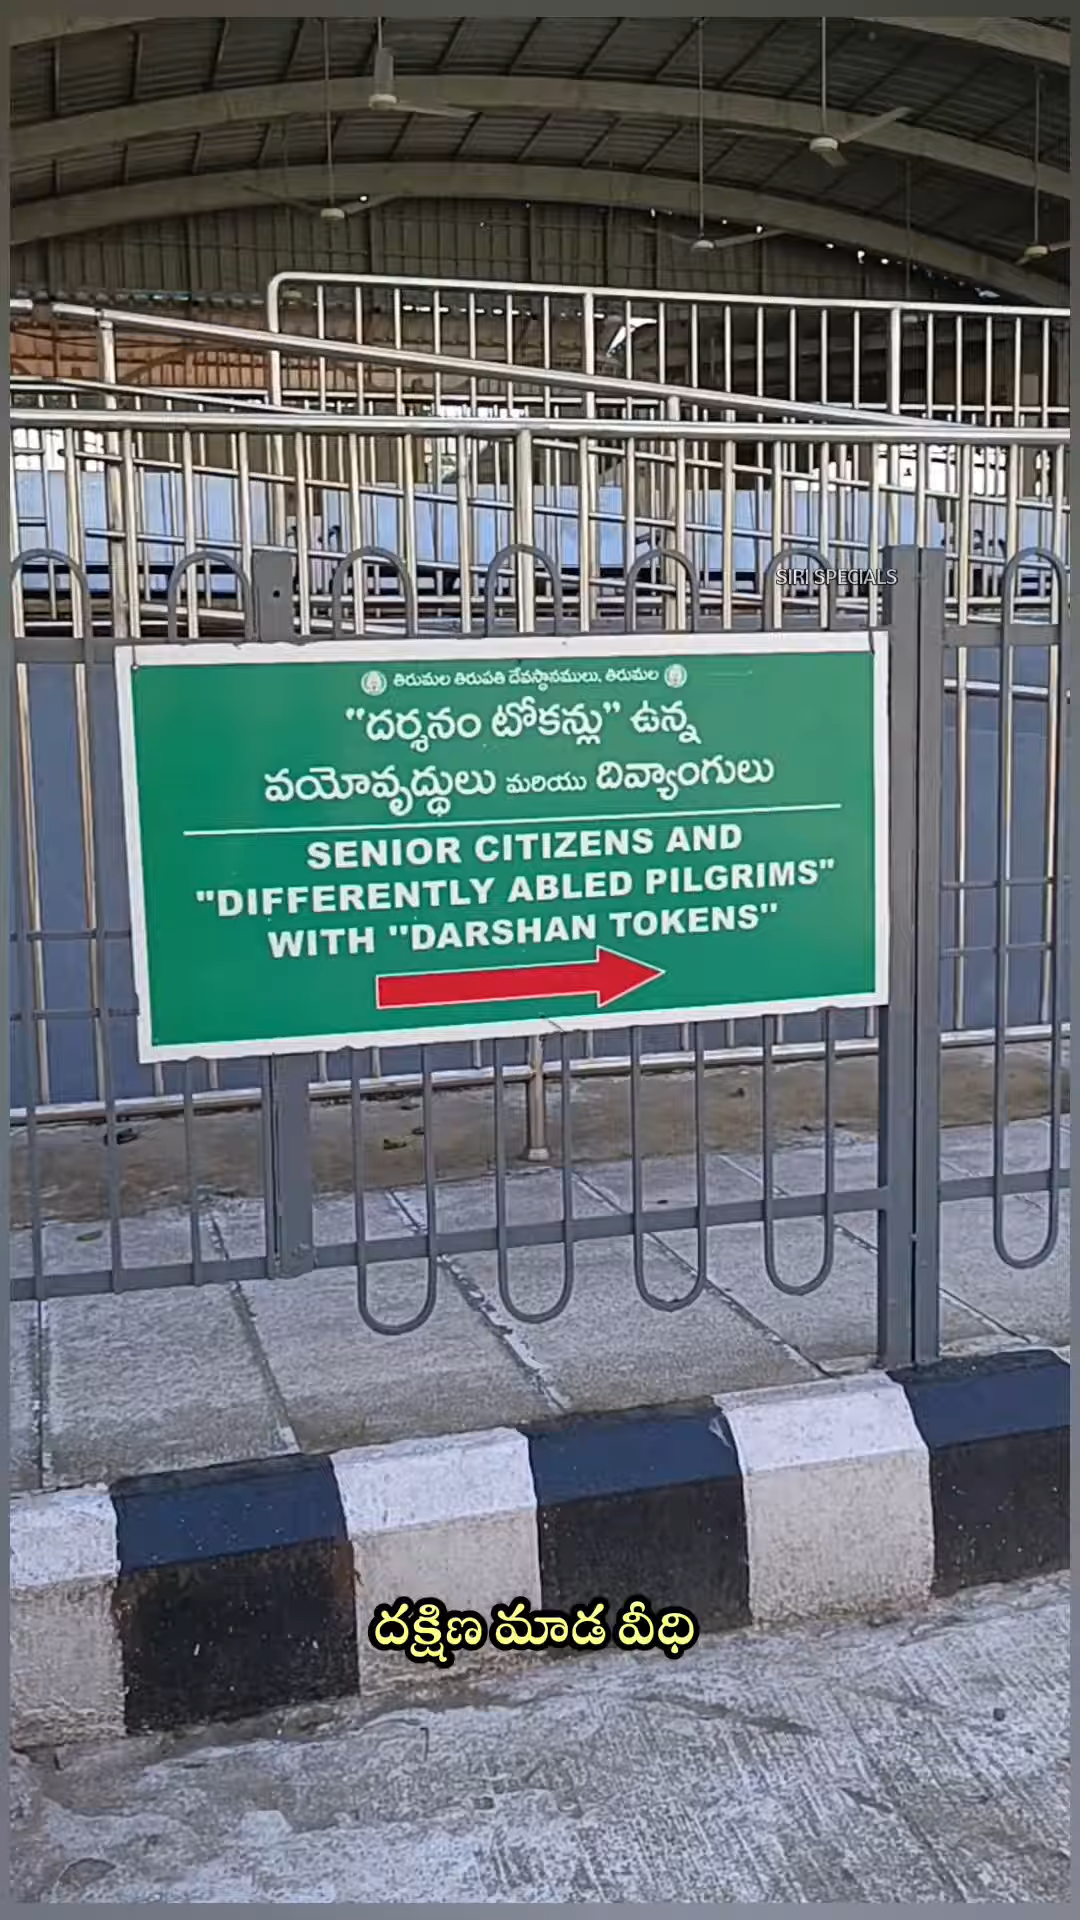 SIRI SPECIALS
తిరుమల తిరుపతి దేవస్థానములు, తిరుమల
"దర్శనం టోకన్లు" ఉన్న
వయోవృద్ధులు మరియు దివ్యాంగులు
SENIOR CITIZENS AND
"DIFFERENTLY ABLED PILGRIMS"
WITH "DARSHAN TOKENS"
దక్షిణ మాడ వీధి